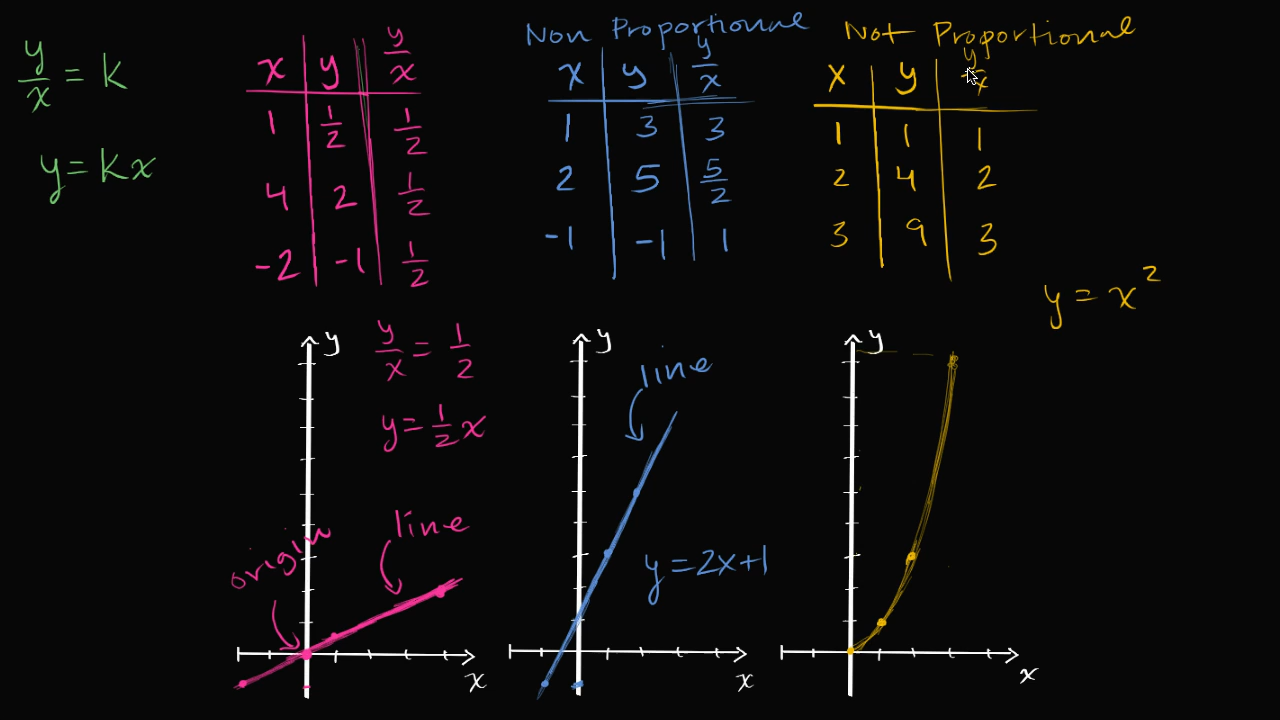 y/x = k
y = kx
x y y/x
1 1/2 1/2
4 2 1/2
-2 -1 1/2
Non Proportional
x y y/x
1 3 3
2 5 5/2
-1 -1 1
Not Proportional
x y y/x
1 1 1
2 4 2
3 9 3
y = x²
y
y/x = 1/2
y = 1/2 x
origin
line
x
y
line
y = 2x+1
x
y
x